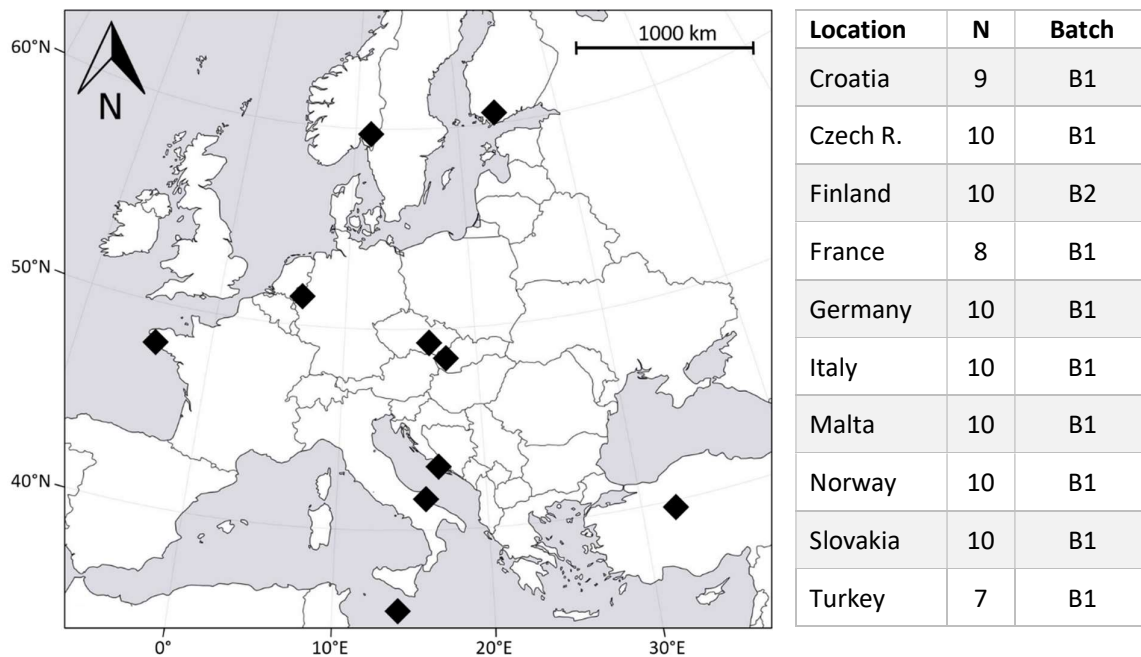 60°N
50°N
40°N
N
1000 km
0°
10°E
20°E
30°E
Location N Batch
Croatia 9 B1
Czech R. 10 B1
Finland 10 B2
France 8 B1
Germany 10 B1
Italy 10 B1
Malta 10 B1
Norway 10 B1
Slovakia 10 B1
Turkey 7 B1